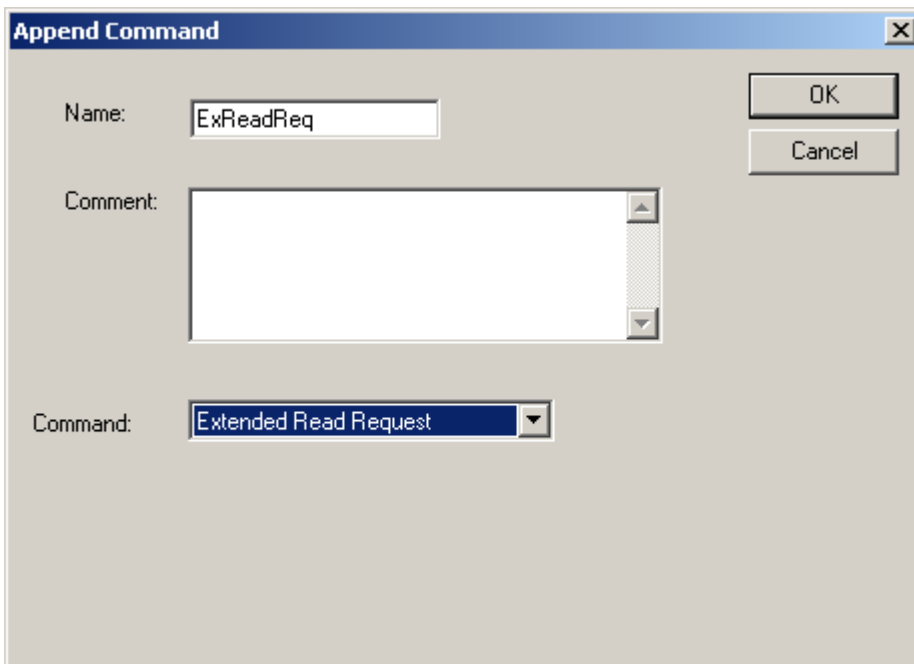 Append Command
Name:
ExReadReq
OK
Cancel
Comment:
Command:
Extended Read Request